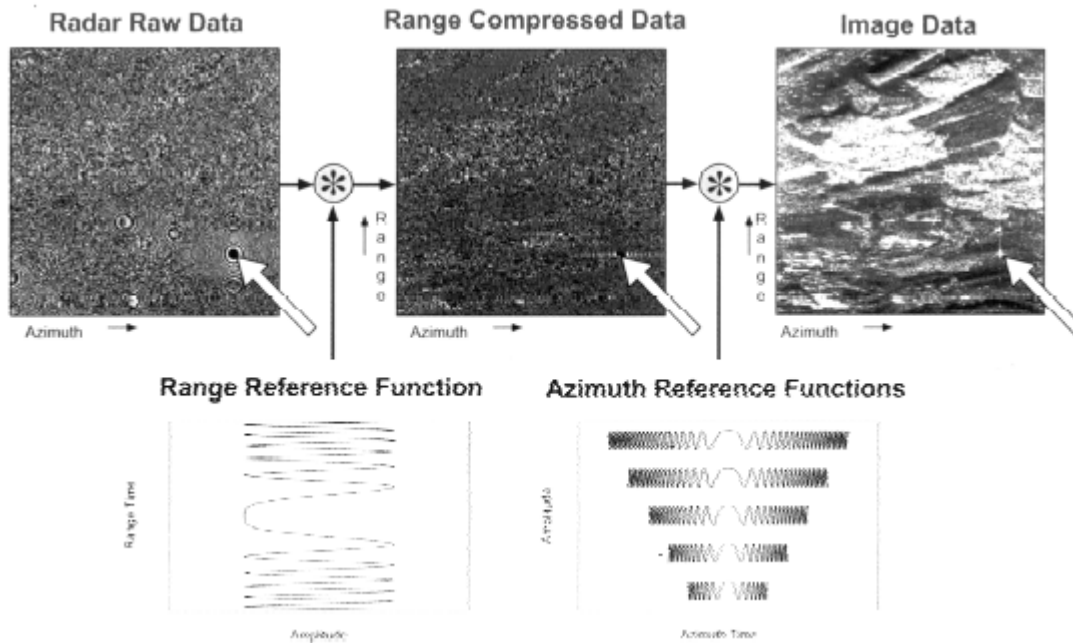 Radar Raw Data
Range Compressed Data
Image Data
Range
Range
Azimuth
Azimuth
Azimuth
Range Reference Function
Azimuth Reference Functions
Range Time
Amplitude
Amplitude
Azimuth Time